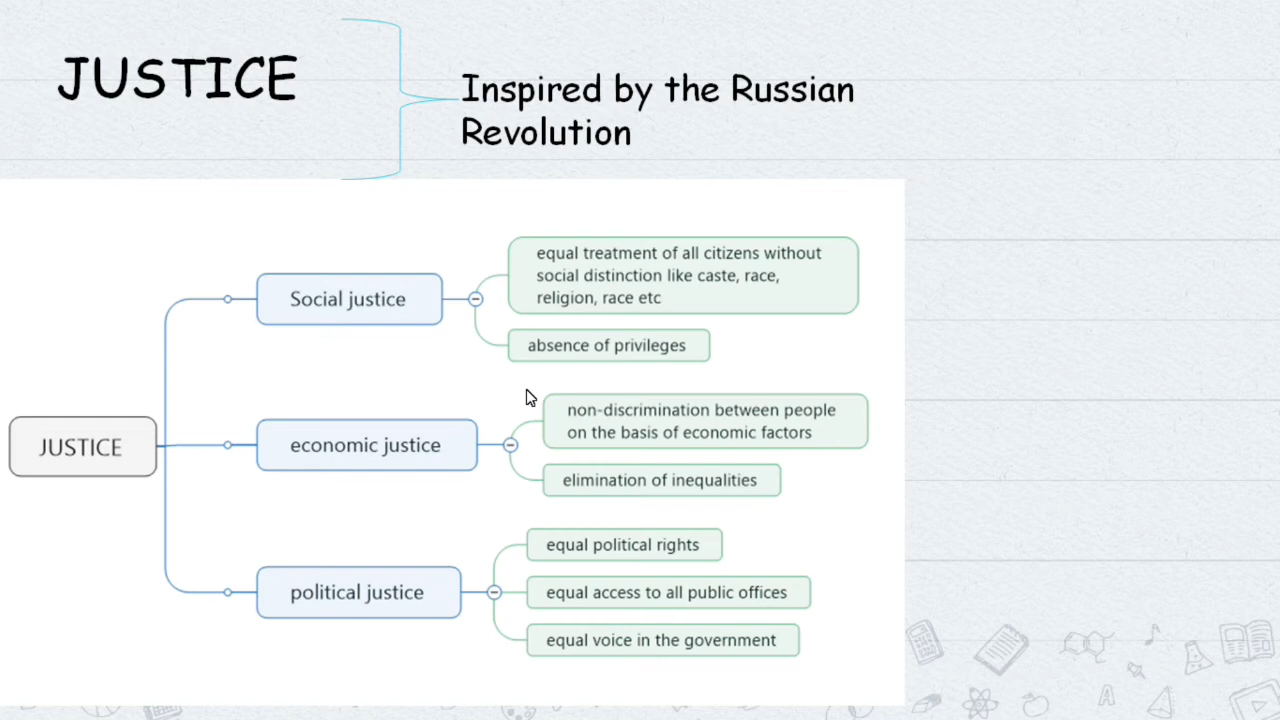 JUSTICE
Inspired by the Russian
Revolution
equal treatment of all citizens without
social distinction like caste, race,
religion, race etc
Social justice
absence of privileges
non-discrimination between people
on the basis of economic factors
JUSTICE
economic justice
elimination of inequalities
equal political rights
political justice
equal access to all public offices
equal voice in the government